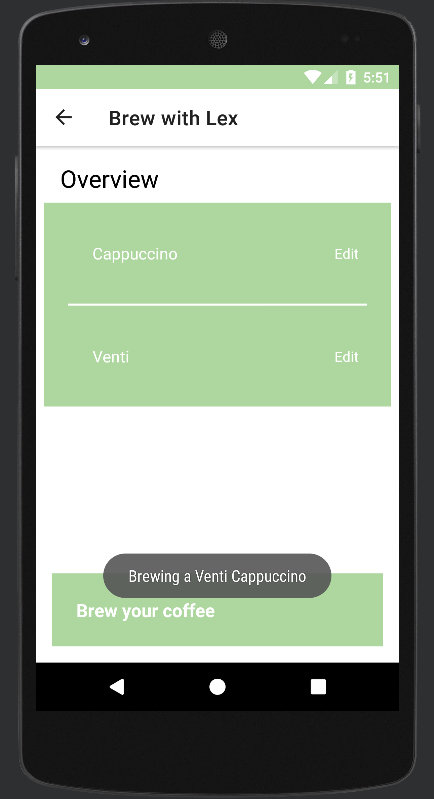 5:51
Brew with Lex
Overview
Cappuccino Edit
Venti Edit
Brewing a Venti Cappuccino
Brew your coffee